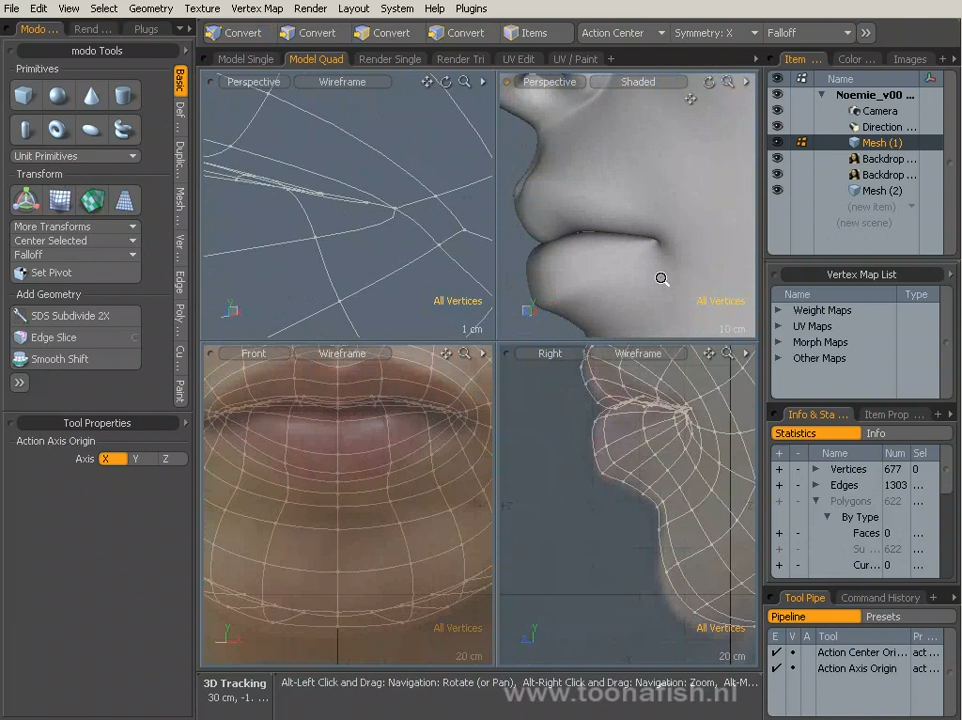 File Edit View Select Geometry Texture Vertex Map Render Layout System Help Plugins
Modo ... Rend ... Plugs
Convert Convert Convert Convert Items Action Center Symmetry: X Falloff
modo Tools
Model Single Model Quad Render Single Render Tri UV Edit UV / Paint +
Item ... Color ... Images
Primitives
Basic
Def ...
Duplic...
Mesh ...
Ver ...
Edge
Poly ...
Cu ...
Paint
Unit Primitives
Transform
More Transforms
Center Selected
Falloff
Set Pivot
Add Geometry
SDS Subdivide 2X
Edge Slice C
Smooth Shift
Tool Properties
Action Axis Origin
Axis X Y Z
Perspective Wireframe
All Vertices
1 cm
Perspective Shaded
All Vertices
10 cm
Front Wireframe
All Vertices
20 cm
Right Wireframe
All Vertices
20 cm
Name
Noemie_v00 ...
Camera
Direction ...
Mesh (1)
Backdrop ...
Backdrop ...
Mesh (2)
(new item)
(new scene)
Vertex Map List
Name Type
Weight Maps
UV Maps
Morph Maps
Other Maps
Info & Sta ... Item Prop ... +
Statistics Info
+ - Name Num Sel
+ - Vertices 677 0
+ - Edges 1303 ...
+ - Polygons 622 ...
By Type
+ - Faces 0 ...
+ - Su ... 622 ...
+ - Cur... 0 ...
Tool Pipe Command History +
Pipeline Presets
E V A Tool Pr ...
Action Center Ori... act ...
Action Axis Origin act ...
3D Tracking
30 cm, -1. ...
Alt-Left Click and Drag: Navigation: Rotate (or Pan), Alt-Right Click and Drag: Navigation: Zoom, Alt-M...
www.toonafish.nl